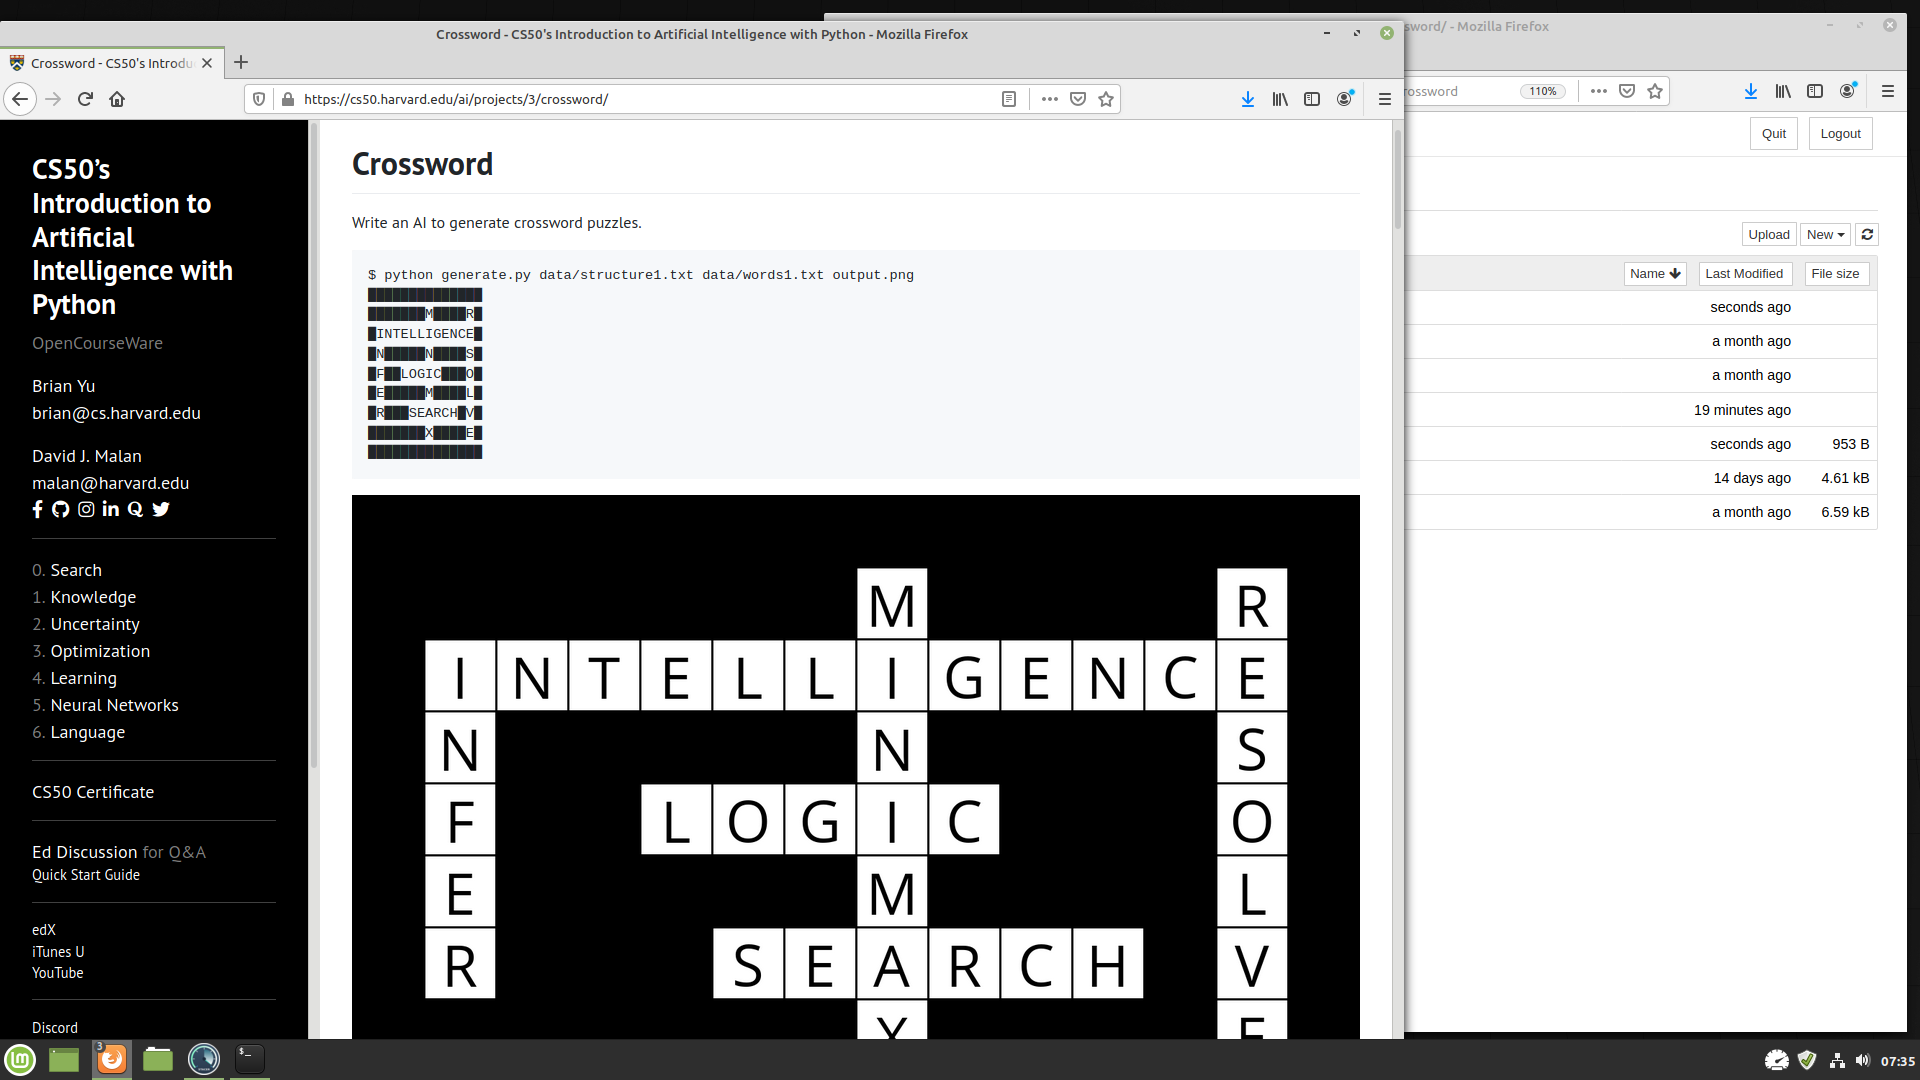 Crossword - CS50's Introduction to Artificial Intelligence with Python - Mozilla Firefox
sword/ - Mozilla Firefox
Crossword - CS50's Introdu
https://cs50.harvard.edu/ai/projects/3/crossword/
rossword
110%
Quit
Logout
CS50's
Introduction to
Artificial
Intelligence with
Python
OpenCourseWare
Brian Yu
brian@cs.harvard.edu
David J. Malan
malan@harvard.edu
0. Search
1. Knowledge
2. Uncertainty
3. Optimization
4. Learning
5. Neural Networks
6. Language
CS50 Certificate
Ed Discussion for Q&A
Quick Start Guide
edX
iTunes U
YouTube
Discord
Crossword
Write an AI to generate crossword puzzles.
$ python generate.py data/structure1.txt data/words1.txt output.png
██████████████
███████M████R█
█INTELLIGENCE█
█N█████N████S█
█F██LOGIC███O█
█E█████M████L█
█R███SEARCH█V█
███████X████E█
██████████████
M R
I N T E L L I G E N C E
N N S
F L O G I C O
E M L
R S E A R C H V
X E
Upload New
Name Last Modified File size
seconds ago
a month ago
a month ago
19 minutes ago
seconds ago 953 B
14 days ago 4.61 kB
a month ago 6.59 kB
3
$_
07:35